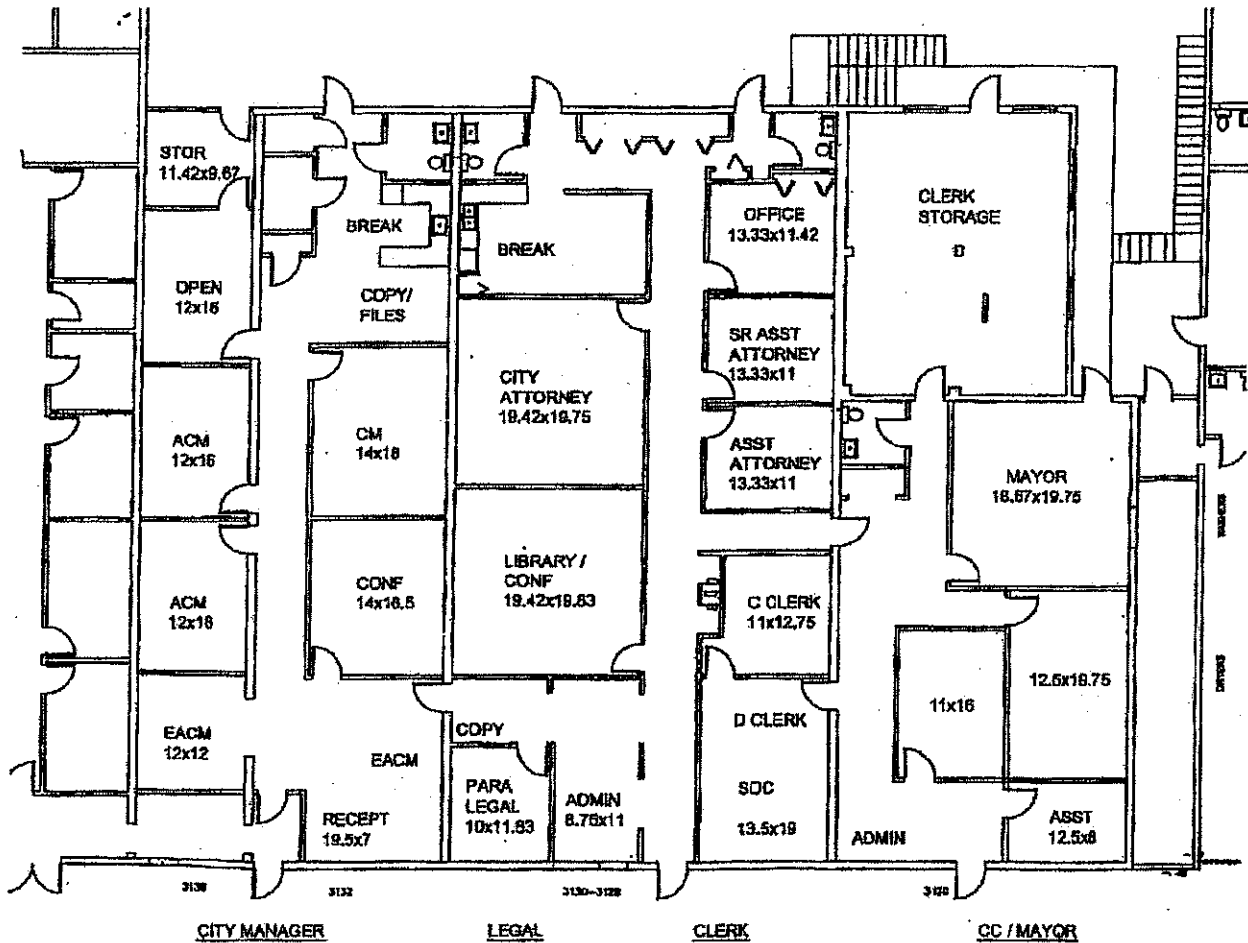 STOR
11.42x9.67
OPEN
12x16
ACM
12x16
ACM
12x16
EACM
12x12
BREAK
COPY/
FILES
CM
14x18
CONF
14x16.5
EACM
RECEPT
19.5x7
BREAK
CITY
ATTORNEY
19.42x19.75
LIBRARY /
CONF
19.42x19.83
COPY
PARA
LEGAL
10x11.83
ADMIN
8.75x11
OFFICE
13.33x11.42
SR ASST
ATTORNEY
13.33x11
ASST
ATTORNEY
13.33x11
C CLERK
11x12.75
D CLERK
SDC
13.5x19
CLERK
STORAGE
MAYOR
18.67x19.75
11x16
12.5x19.75
ADMIN
ASST
12.5x8
WASHERS
DRYERS
3132
3130-3128
CITY MANAGER
LEGAL
CLERK
CC / MAYOR